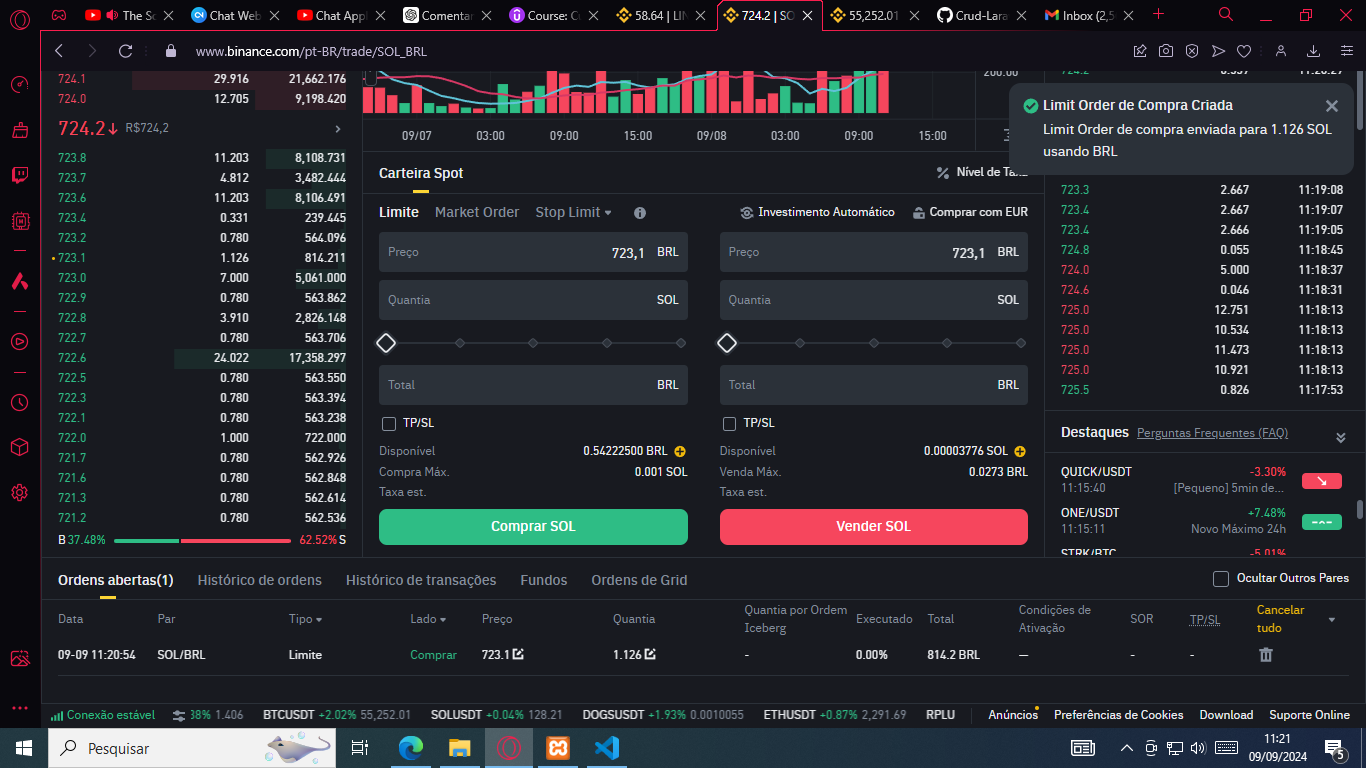 The Sc
Chat Web
Chat Appl
Comentar
Course: C
58.64 | LIN
724.2 | SO
55,252.01
Crud-Lara
Inbox (2,5
www.binance.com/pt-BR/trade/SOL_BRL
724.1 29.916 21,662.176
724.0 12.705 9,198.420
724.2↓ R$724,2
723.8 11.203 8,108.731
723.7 4.812 3,482.444
723.6 11.203 8,106.491
723.4 0.331 239.445
723.2 0.780 564.096
723.1 1.126 814.211
723.0 7.000 5,061.000
722.9 0.780 563.862
722.8 3.910 2,826.148
722.7 0.780 563.706
722.6 24.022 17,358.297
722.5 0.780 563.550
722.3 0.780 563.394
722.1 0.780 563.238
722.0 1.000 722.000
721.7 0.780 562.926
721.6 0.780 562.848
721.3 0.780 562.614
721.2 0.780 562.536
B 37.48% 62.52% S
200.00
09/07 03:00 09:00 15:00 09/08 03:00 09:00 15:00
Carteira Spot
Nível de Taxa
Limite Market Order Stop Limit
Investimento Automático Comprar com EUR
Preço 723,1 BRL
Quantia SOL
Total BRL
TP/SL
Disponível 0.54222500 BRL
Compra Máx. 0.001 SOL
Taxa est.
Comprar SOL
Preço 723,1 BRL
Quantia SOL
Total BRL
TP/SL
Disponível 0.00003776 SOL
Venda Máx. 0.0273 BRL
Taxa est.
Vender SOL
Limit Order de Compra Criada
Limit Order de compra enviada para 1.126 SOL
usando BRL
723.3 2.667 11:19:08
723.4 2.667 11:19:07
723.4 2.666 11:19:05
724.8 0.055 11:18:45
724.0 5.000 11:18:37
724.6 0.046 11:18:31
725.0 12.751 11:18:13
725.0 10.534 11:18:13
725.0 11.473 11:18:13
725.0 10.921 11:18:13
725.5 0.826 11:17:53
Destaques Perguntas Frequentes (FAQ)
QUICK/USDT -3.30%
11:15:40 [Pequeno] 5min de...
ONE/USDT +7.48%
11:15:11 Novo Máximo 24h
STRK/BTC -5.01%
Ordens abertas(1) Histórico de ordens Histórico de transações Fundos Ordens de Grid
Ocultar Outros Pares
Data Par Tipo Lado Preço Quantia Quantia por Ordem Iceberg Executado Total Condições de Ativação SOR TP/SL Cancelar tudo
09-09 11:20:54 SOL/BRL Limite Comprar 723.1 1.126 - 0.00% 814.2 BRL — - -
Conexão estável 38% 1.406 BTCUSDT +2.02% 55,252.01 SOLUSDT +0.04% 128.21 DOGSUSDT +1.93% 0.0010055 ETHUSDT +0.87% 2,291.69 RPLU
Anúncios Preferências de Cookies Download Suporte Online
Pesquisar
11:21
09/09/2024
5